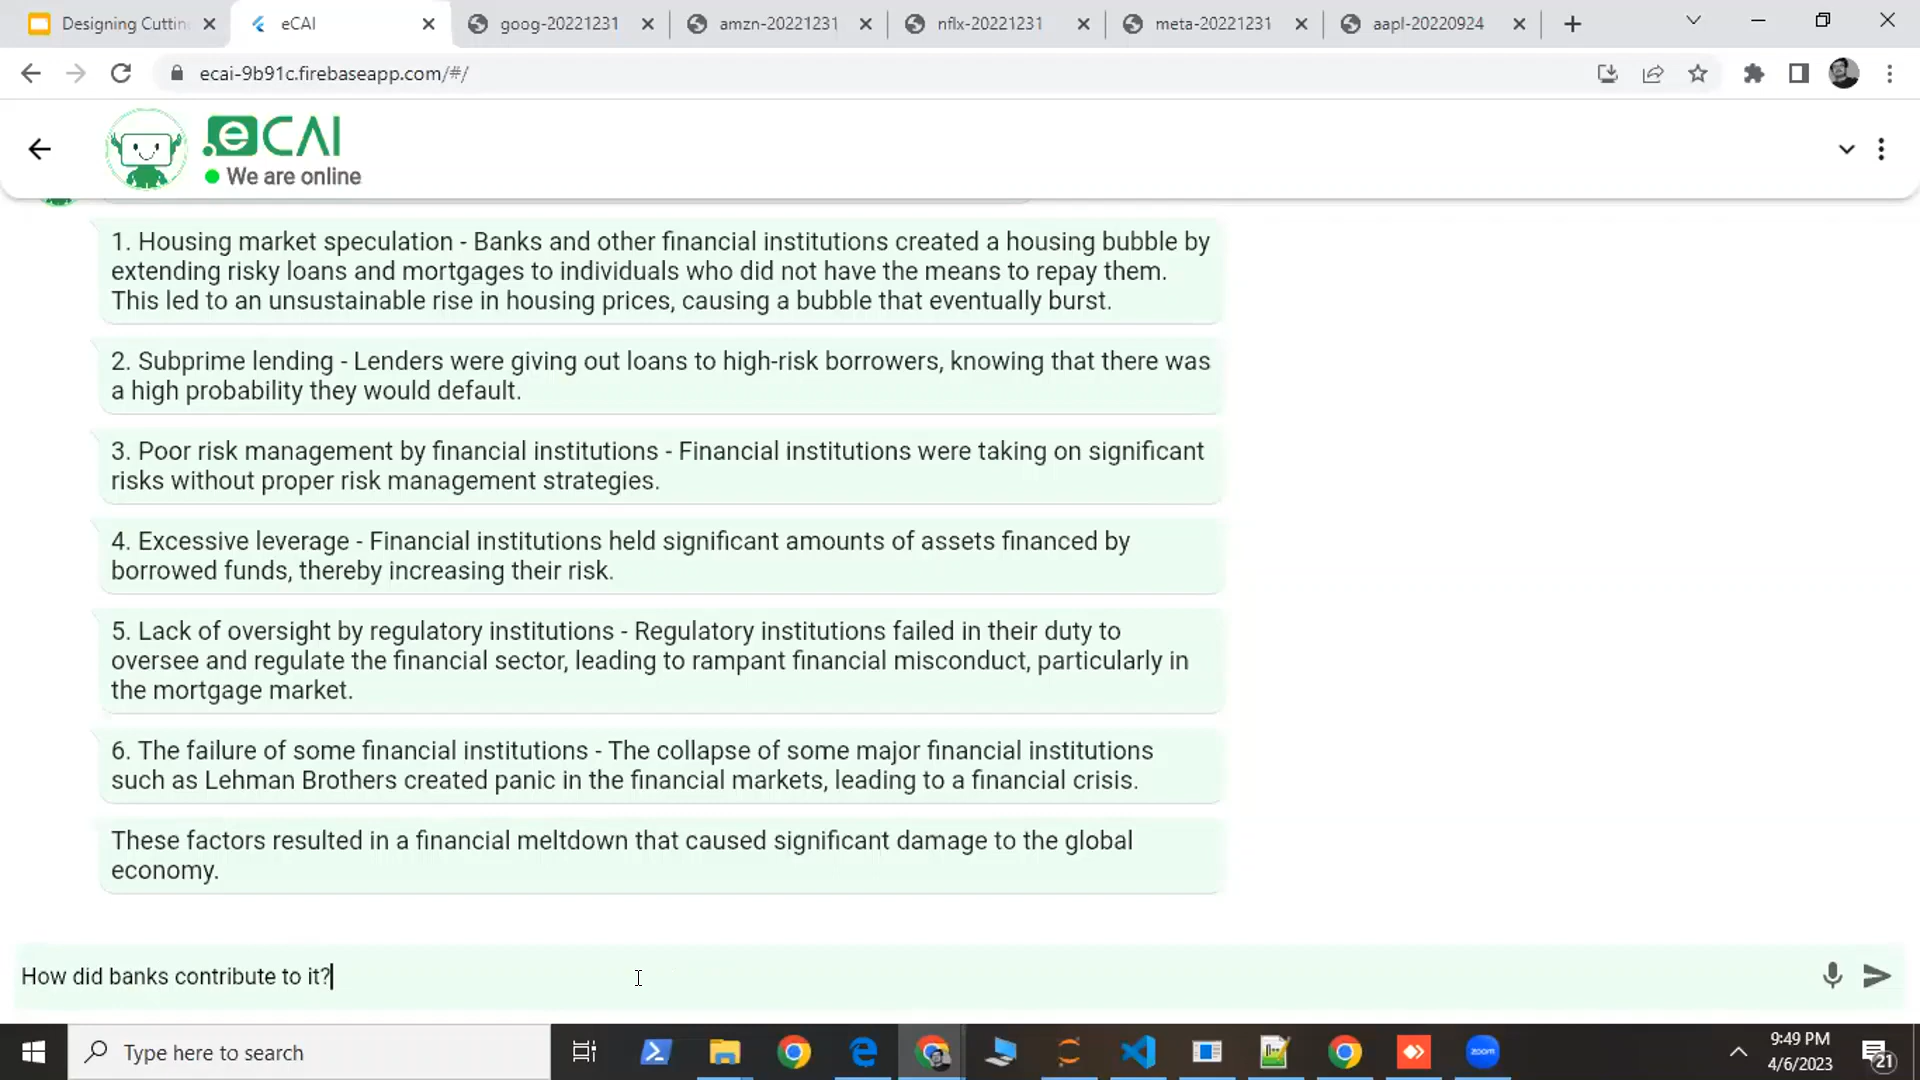 Designing Cuttin
eCAI
goog-20221231
amzn-20221231
nflx-20221231
meta-20221231
aapl-20220924
ecai-9b91c.firebaseapp.com/#/
eCAI
We are online
1. Housing market speculation - Banks and other financial institutions created a housing bubble by
extending risky loans and mortgages to individuals who did not have the means to repay them.
This led to an unsustainable rise in housing prices, causing a bubble that eventually burst.
2. Subprime lending - Lenders were giving out loans to high-risk borrowers, knowing that there was
a high probability they would default.
3. Poor risk management by financial institutions - Financial institutions were taking on significant
risks without proper risk management strategies.
4. Excessive leverage - Financial institutions held significant amounts of assets financed by
borrowed funds, thereby increasing their risk.
5. Lack of oversight by regulatory institutions - Regulatory institutions failed in their duty to
oversee and regulate the financial sector, leading to rampant financial misconduct, particularly in
the mortgage market.
6. The failure of some financial institutions - The collapse of some major financial institutions
such as Lehman Brothers created panic in the financial markets, leading to a financial crisis.
These factors resulted in a financial meltdown that caused significant damage to the global
economy.
How did banks contribute to it?
Type here to search
zoom
9:49 PM
4/6/2023
21